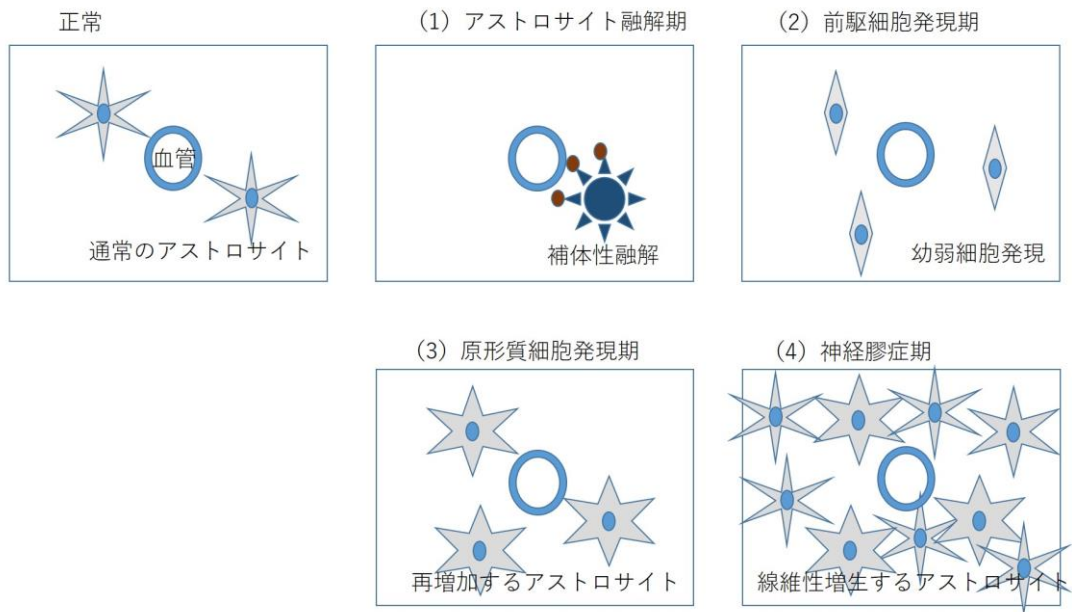 正常
(1) アストロサイト融解期
(2) 前駆細胞発現期
血管
通常のアストロサイト
補体性融解
幼弱細胞発現
(3) 原形質細胞発現期
(4) 神経膠症期
再増加するアストロサイト
線維性増生するアストロサイト